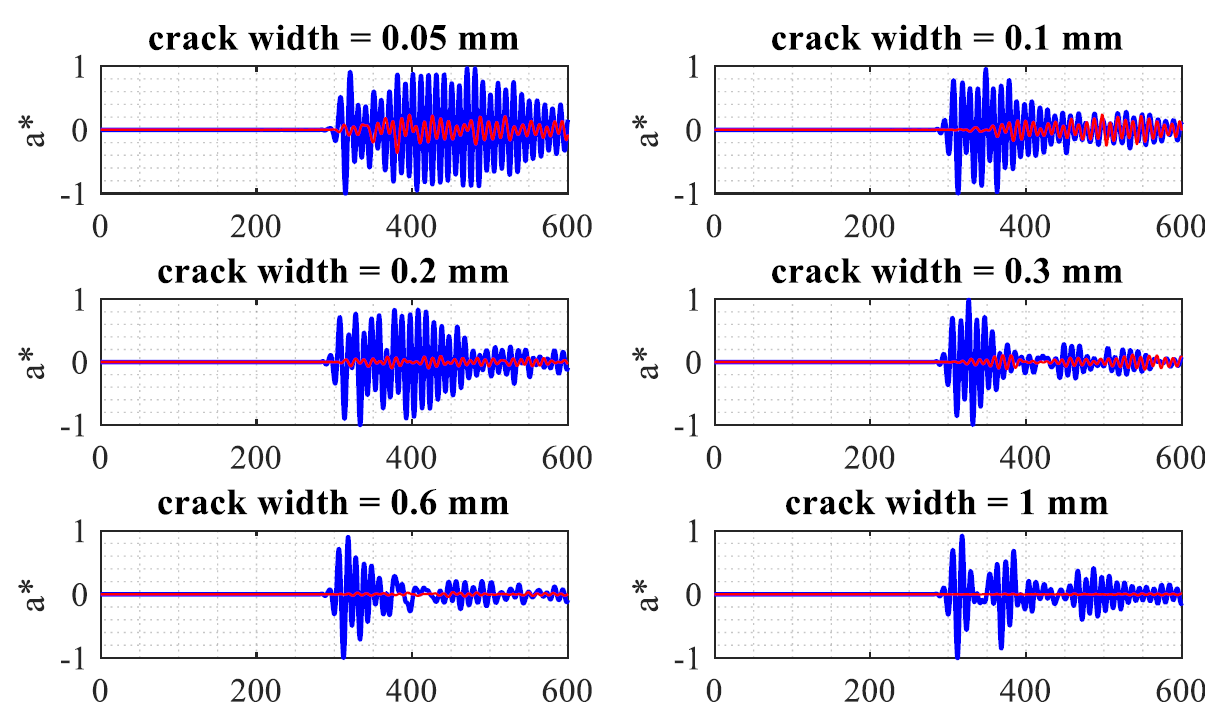 crack width = 0.05 mm
1
0
-1
a*
0 200 400 600
crack width = 0.1 mm
1
0
-1
a*
0 200 400 600
crack width = 0.2 mm
1
0
-1
a*
0 200 400 600
crack width = 0.3 mm
1
0
-1
a*
0 200 400 600
crack width = 0.6 mm
1
0
-1
a*
0 200 400 600
crack width = 1 mm
1
0
-1
a*
0 200 400 600